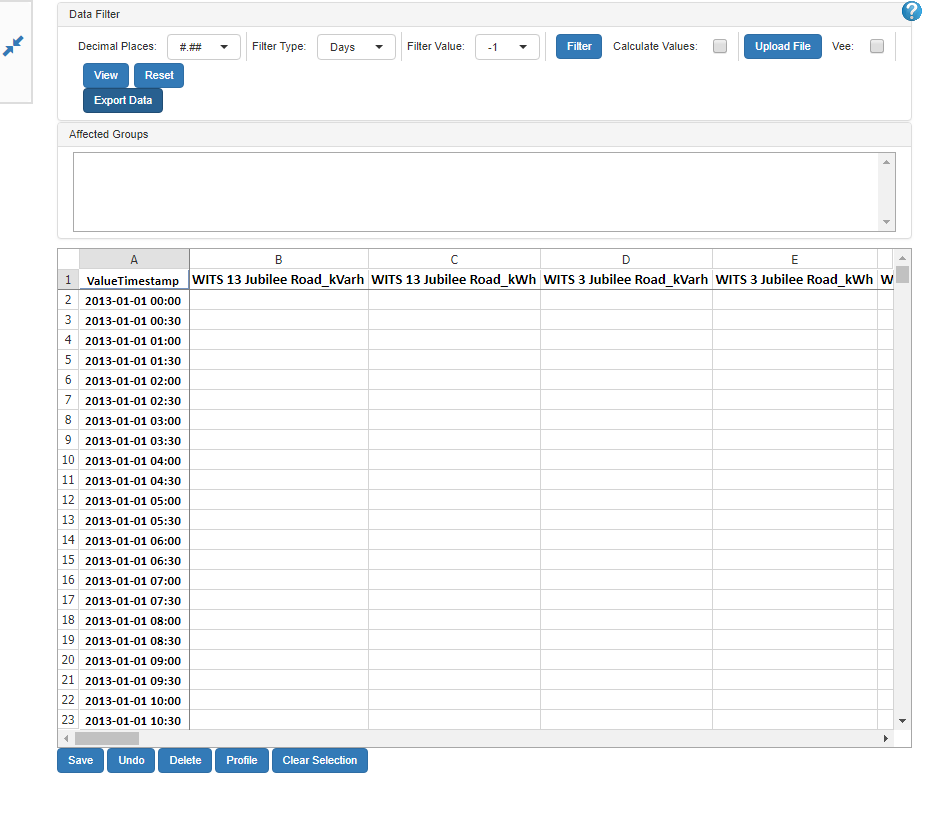 Data Filter
?
Decimal Places: #.## Filter Type: Days Filter Value: -1 Filter Calculate Values: Upload File Vee:
View Reset
Export Data
Affected Groups
A B C D E
1 ValueTimestamp WITS 13 Jubilee Road_kVarh WITS 13 Jubilee Road_kWh WITS 3 Jubilee Road_kVarh WITS 3 Jubilee Road_kWh W
2 2013-01-01 00:00
3 2013-01-01 00:30
4 2013-01-01 01:00
5 2013-01-01 01:30
6 2013-01-01 02:00
7 2013-01-01 02:30
8 2013-01-01 03:00
9 2013-01-01 03:30
10 2013-01-01 04:00
11 2013-01-01 04:30
12 2013-01-01 05:00
13 2013-01-01 05:30
14 2013-01-01 06:00
15 2013-01-01 06:30
16 2013-01-01 07:00
17 2013-01-01 07:30
18 2013-01-01 08:00
19 2013-01-01 08:30
20 2013-01-01 09:00
21 2013-01-01 09:30
22 2013-01-01 10:00
23 2013-01-01 10:30
Save Undo Delete Profile Clear Selection